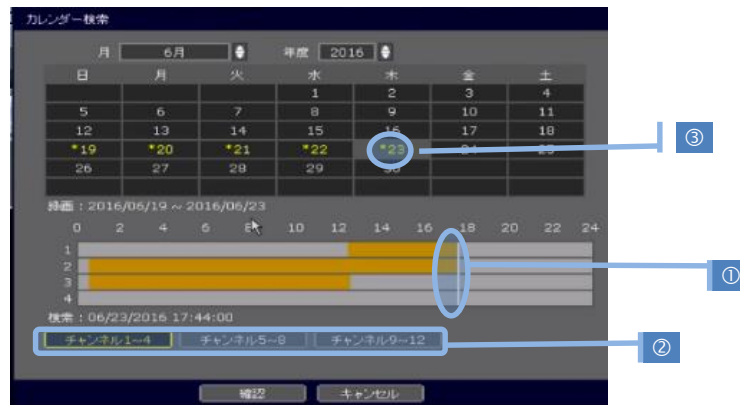 カレンダー検索
月 6月 年度 2016
日 月 火 水 木 金 土
1 2 3 4
5 6 7 8 9 10 11
12 13 14 15 16 17 18
*19 *20 *21 *22 *23 24 25
26 27 28 29 30
録画 : 2016/06/19 ~ 2016/06/23
0 2 4 6 8 10 12 14 16 18 20 22 24
1
2
3
4
検索 : 06/23/2016 17:44:00
チャンネル1~4 チャンネル5~8 チャンネル9~12
確認 キャンセル
③
①
②